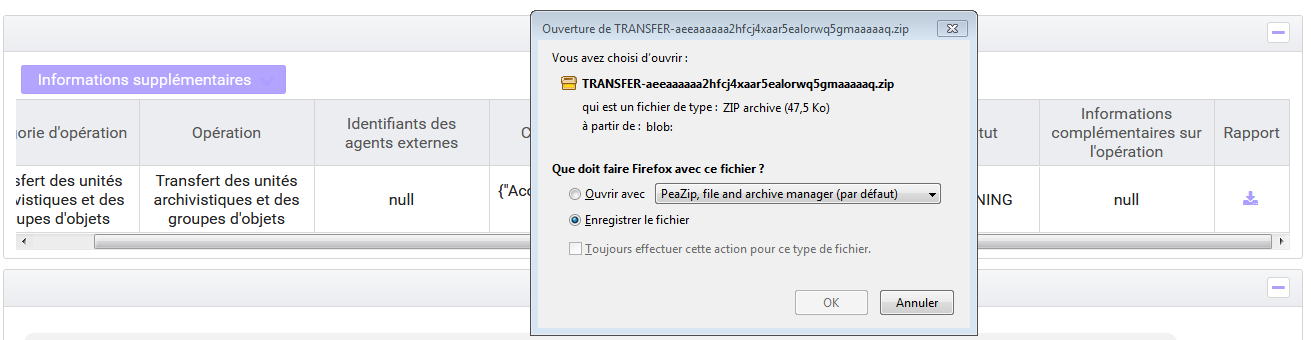 Ouverture de TRANSFER-aeeaaaaaa2hfcj4xaar5ealorwq5gmaaaaaq.zip
Vous avez choisi d'ouvrir :
TRANSFER-aeeaaaaaa2hfcj4xaar5ealorwq5gmaaaaaq.zip
qui est un fichier de type : ZIP archive (47,5 Ko)
à partir de : blob:
Que doit faire Firefox avec ce fichier ?
Ouvrir avec PeaZip, file and archive manager (par défaut)
Enregistrer le fichier
Toujours effectuer cette action pour ce type de fichier.
OK Annuler
Informations supplémentaires
gorie d'opération
Opération
Identifiants des
agents externes
C
tut
Informations
complémentaires sur
l'opération
Rapport
sfert des unités
ivistiques et des
upes d'objets
Transfert des unités
archivistiques et des
groupes d'objets
null
{"Acc
NING
null